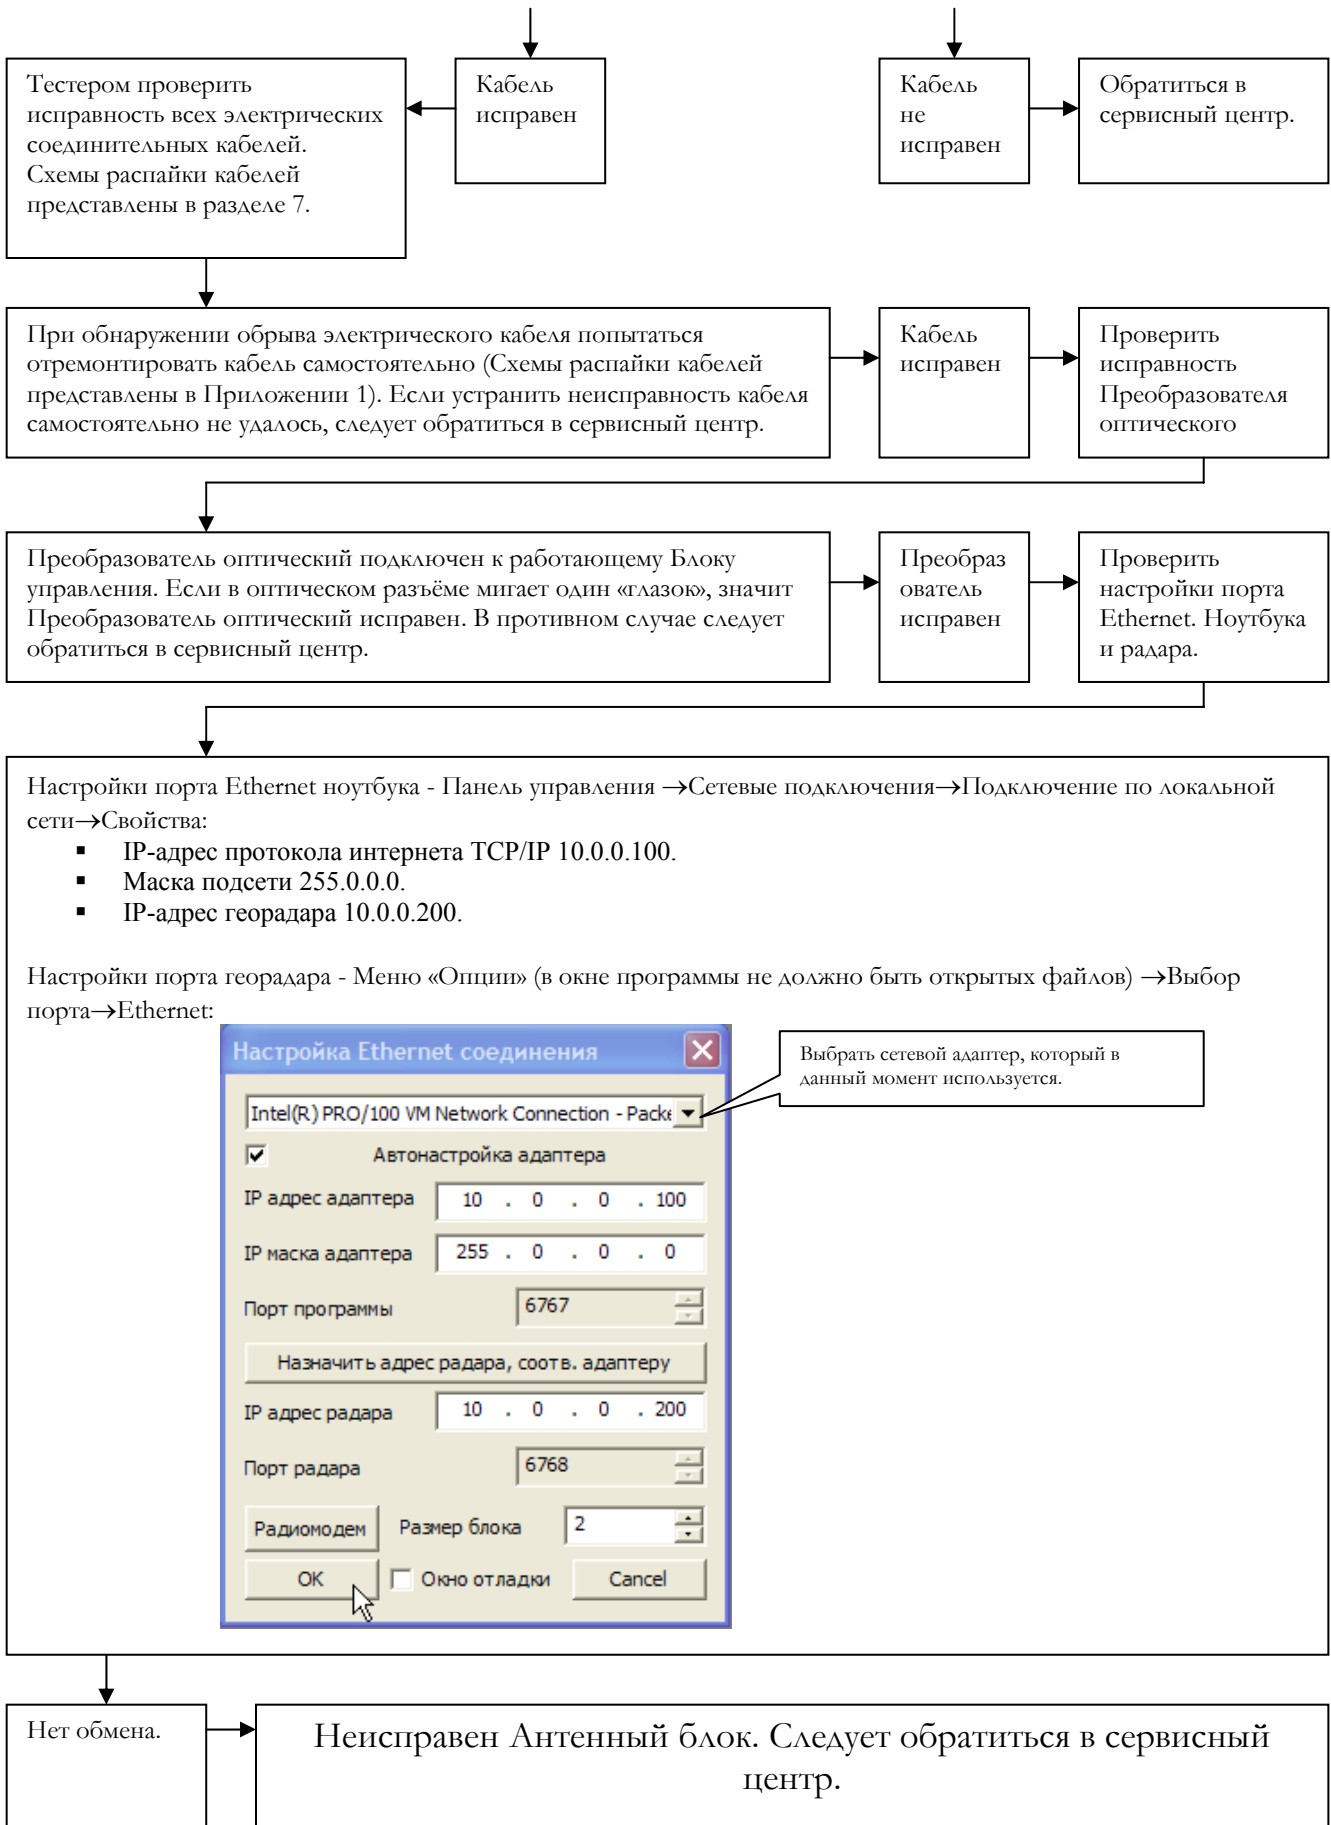 Тестером проверить
исправность всех электрических
соединительных кабелей.
Схемы распайки кабелей
представлены в разделе 7.
Кабель
исправен
Кабель
не
исправен
Обратиться в
сервисный центр.
При обнаружении обрыва электрического кабеля попытаться
отремонтировать кабель самостоятельно (Схемы распайки кабелей
представлены в Приложении 1). Если устранить неисправность кабеля
самостоятельно не удалось, следует обратиться в сервисный центр.
Кабель
исправен
Проверить
исправность
Преобразователя
оптического
Преобразователь оптический подключен к работающему Блоку
управления. Если в оптическом разъёме мигает один «глазок», значит
Преобразователь оптический исправен. В противном случае следует
обратиться в сервисный центр.
Преобраз
ователь
исправен
Проверить
настройки порта
Ethernet. Ноутбука
и радара.
Настройки порта Ethernet ноутбука - Панель управления →Сетевые подключения→Подключение по локальной
сети→Свойства:
▪ IP-адрес протокола интернета TCP/IP 10.0.0.100.
▪ Маска подсети 255.0.0.0.
▪ IP-адрес георадара 10.0.0.200.
Настройки порта георадара - Меню «Опции» (в окне программы не должно быть открытых файлов) →Выбор
порта→Ethernet:
Настройка Ethernet соединения
Выбрать сетевой адаптер, который в
данный момент используется.
Intel(R) PRO/100 VM Network Connection - Packe
Автонастройка адаптера
IP адрес адаптера 10 . 0 . 0 . 100
IP маска адаптера 255 . 0 . 0 . 0
Порт программы 6767
Назначить адрес радара, соотв. адаптеру
IP адрес радара 10 . 0 . 0 . 200
Порт радара 6768
Радиомодем Размер блока 2
OK Окно отладки Cancel
Нет обмена.
Неисправен Антенный блок. Следует обратиться в сервисный
центр.